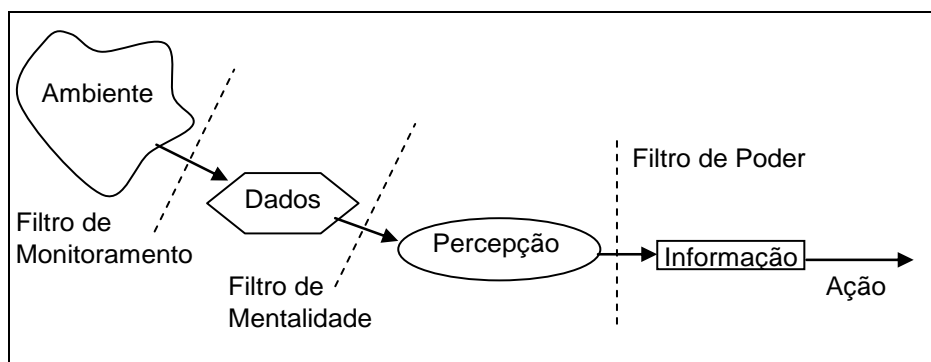 Ambiente
Filtro de
Monitoramento
Dados
Filtro de
Mentalidade
Percepção
Filtro de Poder
Informação
Ação